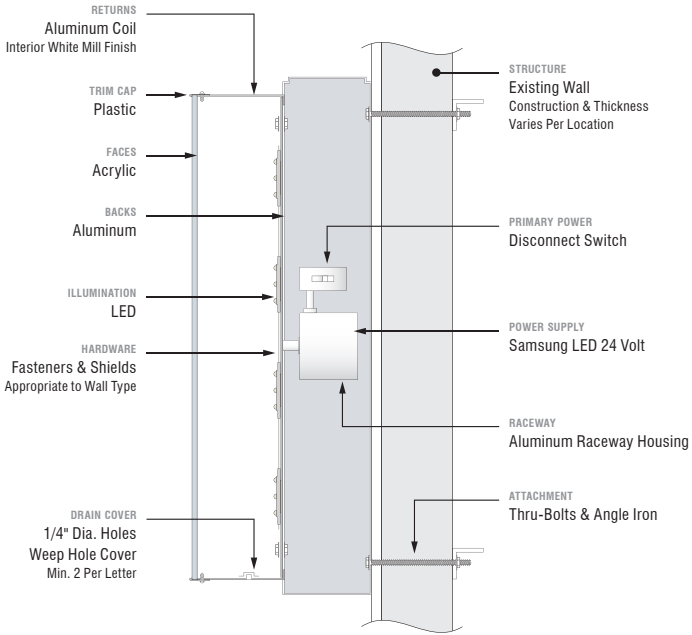 RETURNS
Aluminum Coil
Interior White Mill Finish
TRIM CAP
Plastic
FACES
Acrylic
BACKS
Aluminum
ILLUMINATION
LED
HARDWARE
Fasteners & Shields
Appropriate to Wall Type
DRAIN COVER
1/4" Dia. Holes
Weep Hole Cover
Min. 2 Per Letter
STRUCTURE
Existing Wall
Construction & Thickness
Varies Per Location
PRIMARY POWER
Disconnect Switch
POWER SUPPLY
Samsung LED 24 Volt
RACEWAY
Aluminum Raceway Housing
ATTACHMENT
Thru-Bolts & Angle Iron